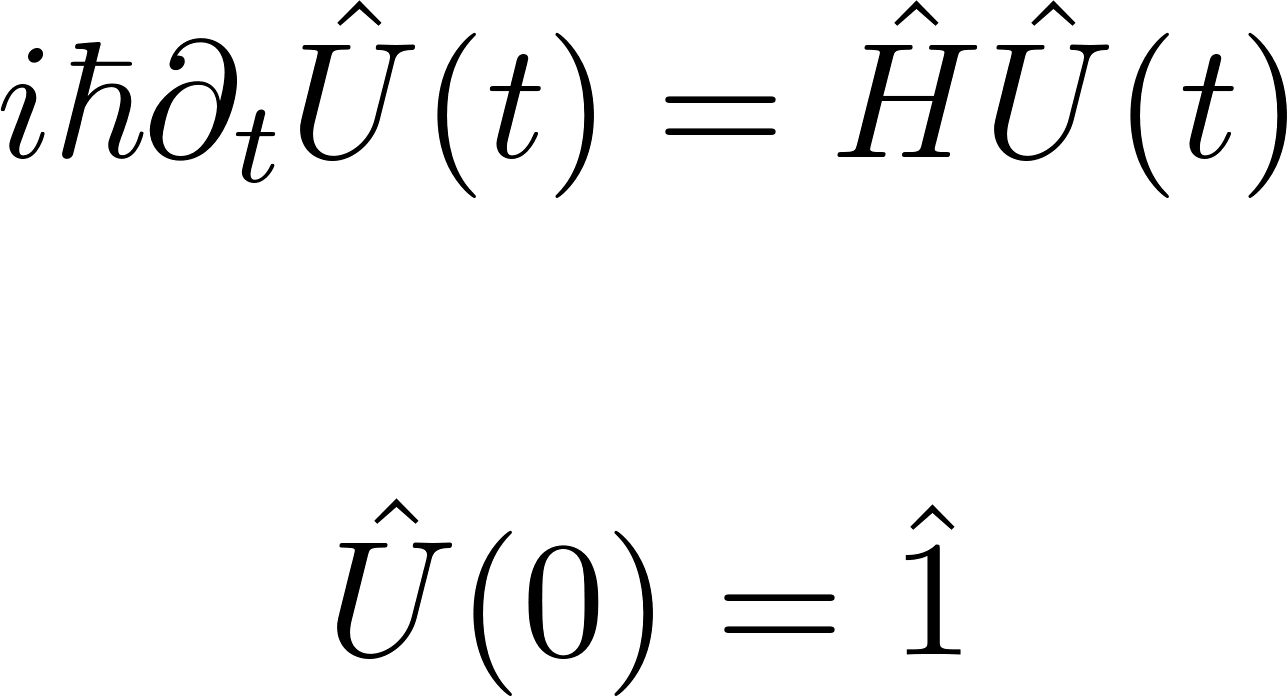 iħ∂ₜÛ(t) = ĤÛ(t)
Û(0) = 1̂